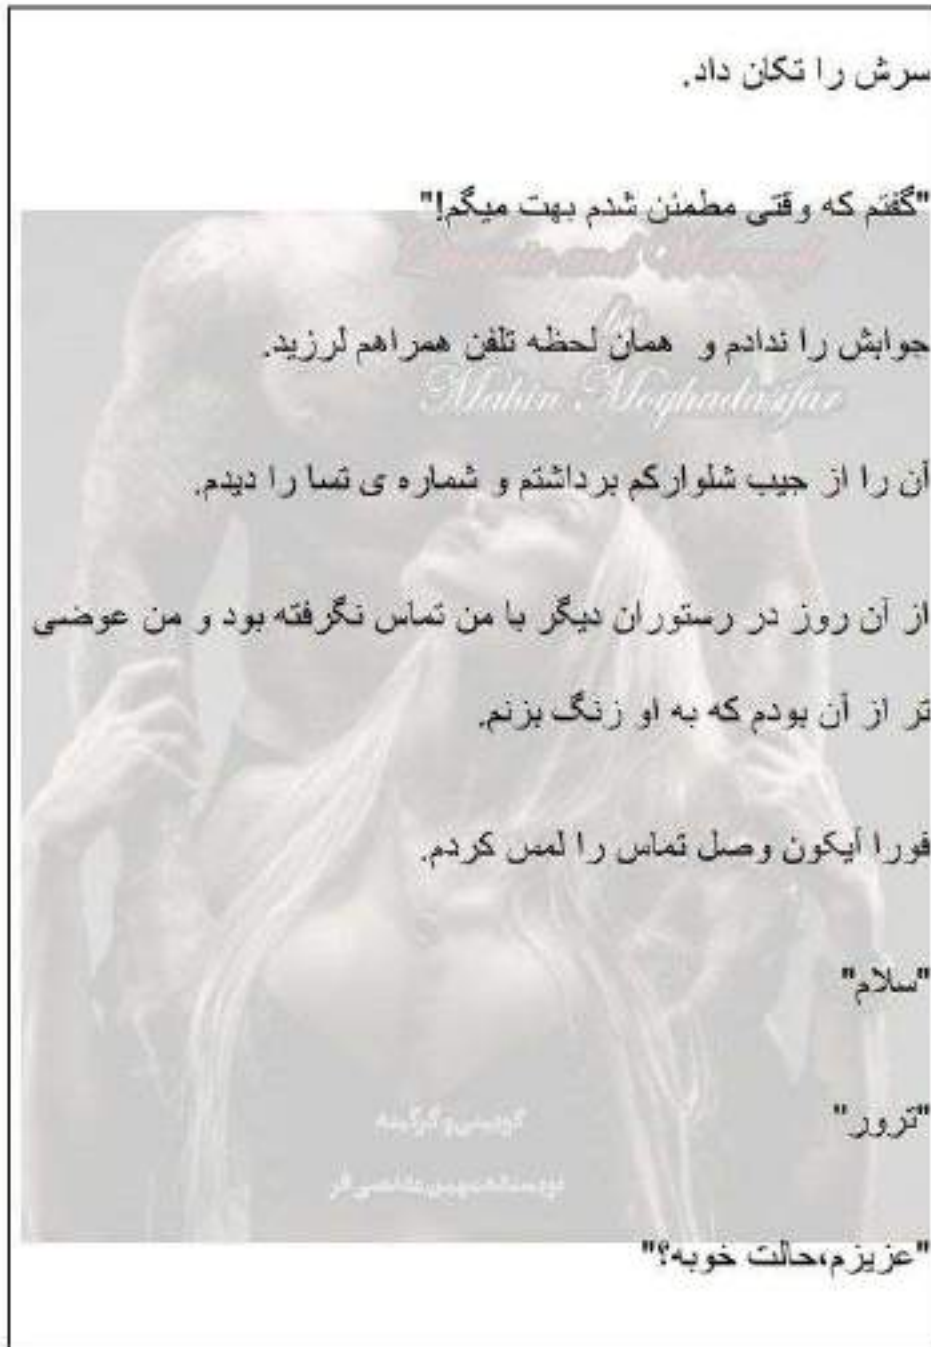 سرش را تکان داد.
"گفتم که وقتی مطمئن شدم بهت میگم!"
and
by
جوابش را ندادم و همان لحظه تلفن همراهم لرزید.
Mahin Moghadasifar
آن را از جیب شلوارکم برداشتم و شماره ی تسا را دیدم.
از آن روز در رستوران دیگر با من تماس نگرفته بود و من عوضی
تر از آن بودم که به او زنگ بزنم.
فورا آیکون وصل تماس را لمس کردم.
"سلام"
"ترور"
"عزیزم،حالت خوبه؟"